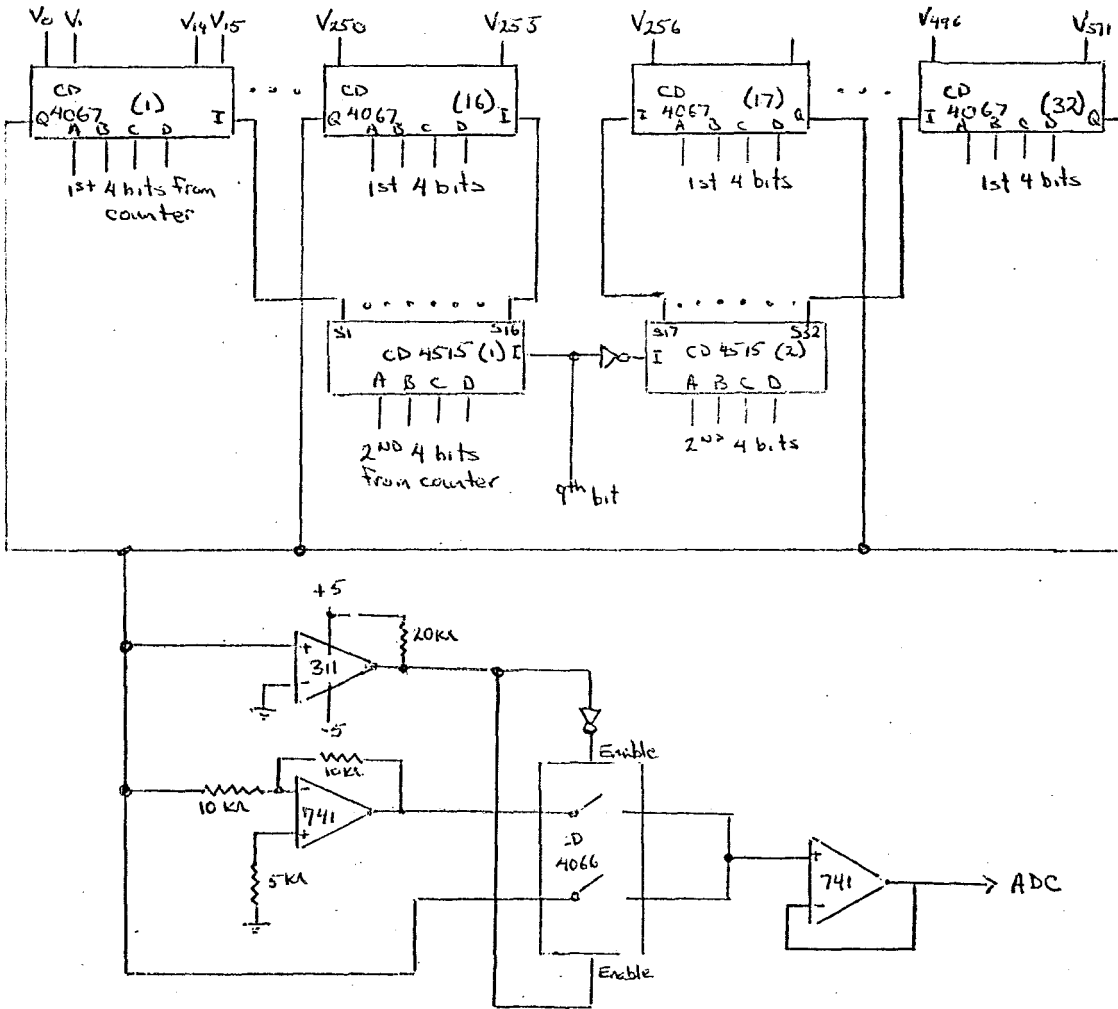 V0 V1 V14 V15 V250 V255 V256 V496 V511
CD 4067 (1) Q I A B C D
CD 4067 (16) Q I A B C D
I CD 4067 (17) Q A B C D
I CD 4067 (32) Q A B C D
1st 4 bits from counter
1st 4 bits
1st 4 bits
1st 4 bits
S1 S16
CD 4515 (1) I
A B C D
S17 S32
I CD 4515 (2)
A B C D
2ND 4 bits
from counter
9th bit
2ND 4 bits
+5
20KΩ
+
311
-
-5
Enable
10KΩ
10KΩ
-
741
+
5KΩ
4066
+
741
-
ADC
Enable